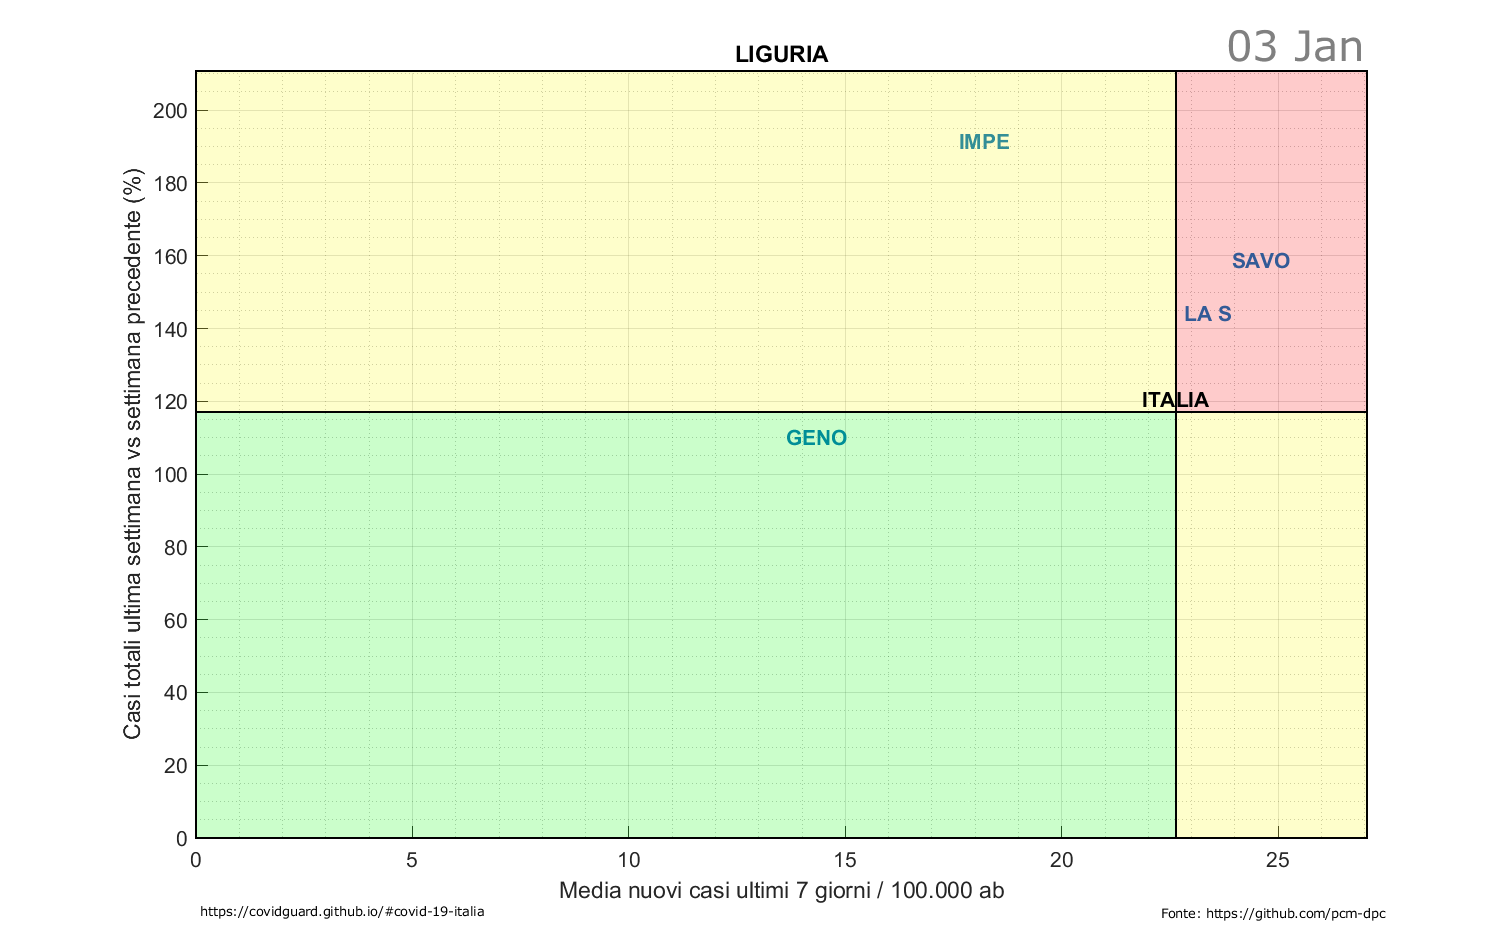 03 Jan
LIGURIA
Casi totali ultima settimana vs settimana precedente (%)
200
180
160
140
120
100
80
60
40
20
0
IMPE
SAVO
LA S
ITALIA
GENO
0 5 10 15 20 25
Media nuovi casi ultimi 7 giorni / 100.000 ab
https://covidguard.github.io/#covid-19-italia
Fonte: https://github.com/pcm-dpc